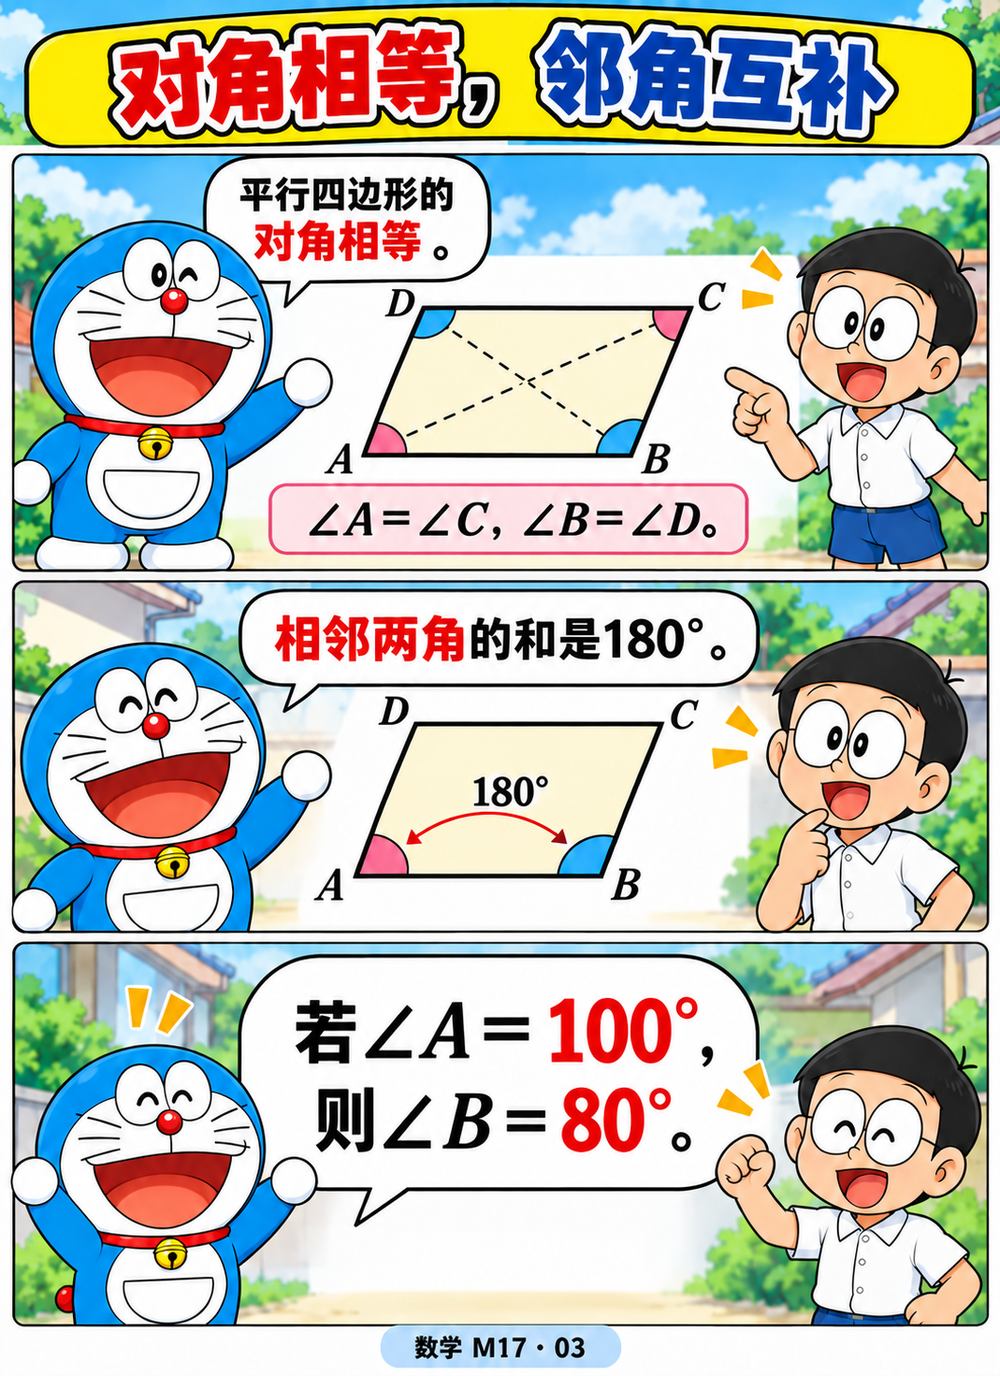 对角相等，邻角互补
平行四边形的
对角相等。
D
C
A
B
∠A=∠C, ∠B=∠D。
相邻两角的和是180°。
D
C
180°
A
B
若∠A=100°,
则∠B=80°。
数学 M17·03